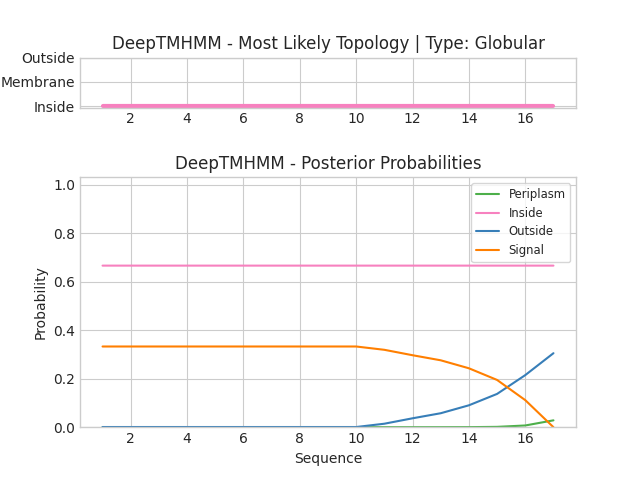 DeepTMHMM - Most Likely Topology | Type: Globular
Outside
Membrane
Inside
2 4 6 8 10 12 14 16
DeepTMHMM - Posterior Probabilities
1.0
0.8
0.6
0.4
0.2
0.0
Probability
Periplasm
Inside
Outside
Signal
2 4 6 8 10 12 14 16
Sequence